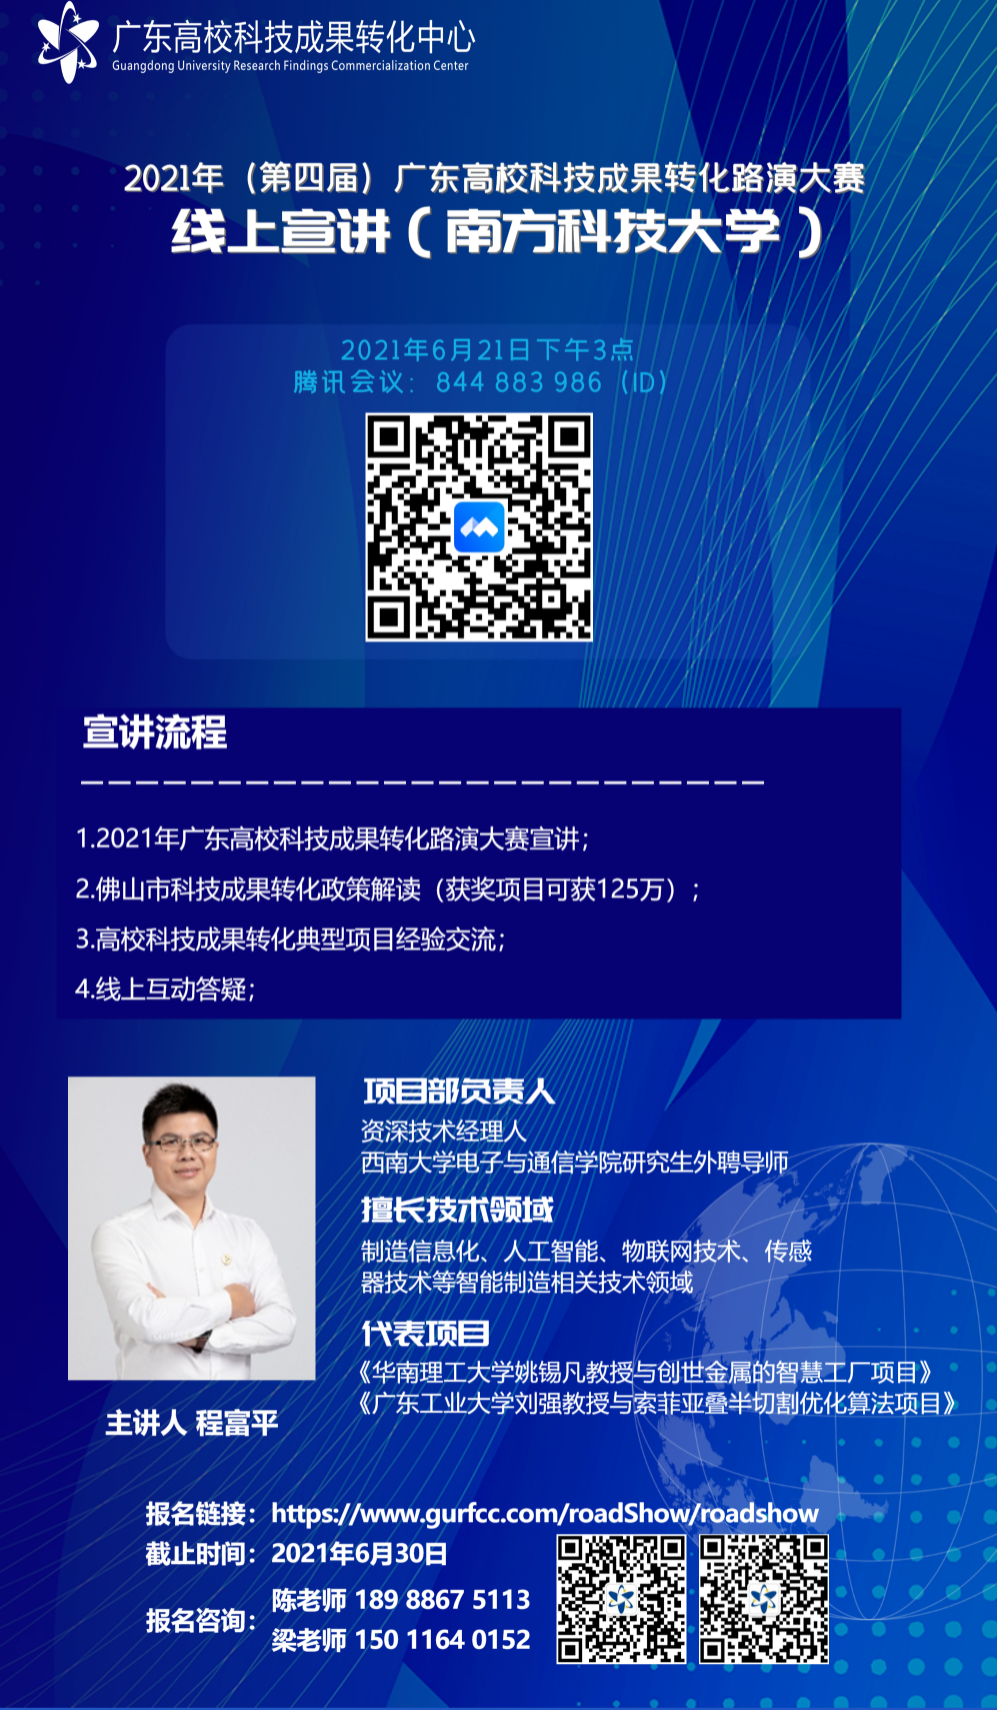 广东高校科技成果转化中心
Guangdong University Research Findings Commercialization Center
2021年（第四届）广东高校科技成果转化路演大赛
线上宣讲（南方科技大学）
2021年6月21日下午3点
腾讯会议：844 883 986（ID）
宣讲流程
1.2021年广东高校科技成果转化路演大赛宣讲；
2.佛山市科技成果转化政策解读（获奖项目可获125万）；
3.高校科技成果转化典型项目经验交流；
4.线上互动答疑；
项目部负责人
资深技术经理人
西南大学电子与通信学院研究生外聘导师
擅长技术领域
制造信息化、人工智能、物联网技术、传感
器技术等智能制造相关技术领域
代表项目
《华南理工大学姚锡凡教授与创世金属的智慧工厂项目》
《广东工业大学刘强教授与索菲亚叠半切割优化算法项目》
主讲人 程富平
报名链接：https://www.gurfcc.com/roadShow/roadshow
截止时间：2021年6月30日
报名咨询：
陈老师 189 8867 5113
梁老师 150 1164 0152